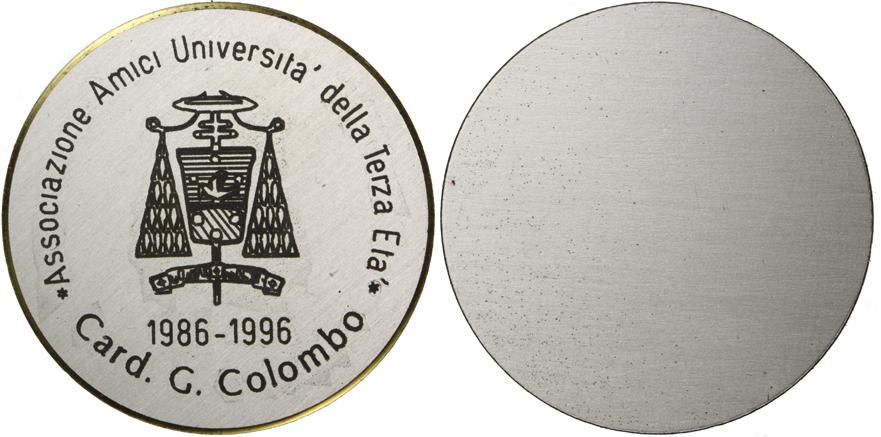 *Associazione Amici Universita' della Terza Eta'*
1986-1996
Card. G. Colombo